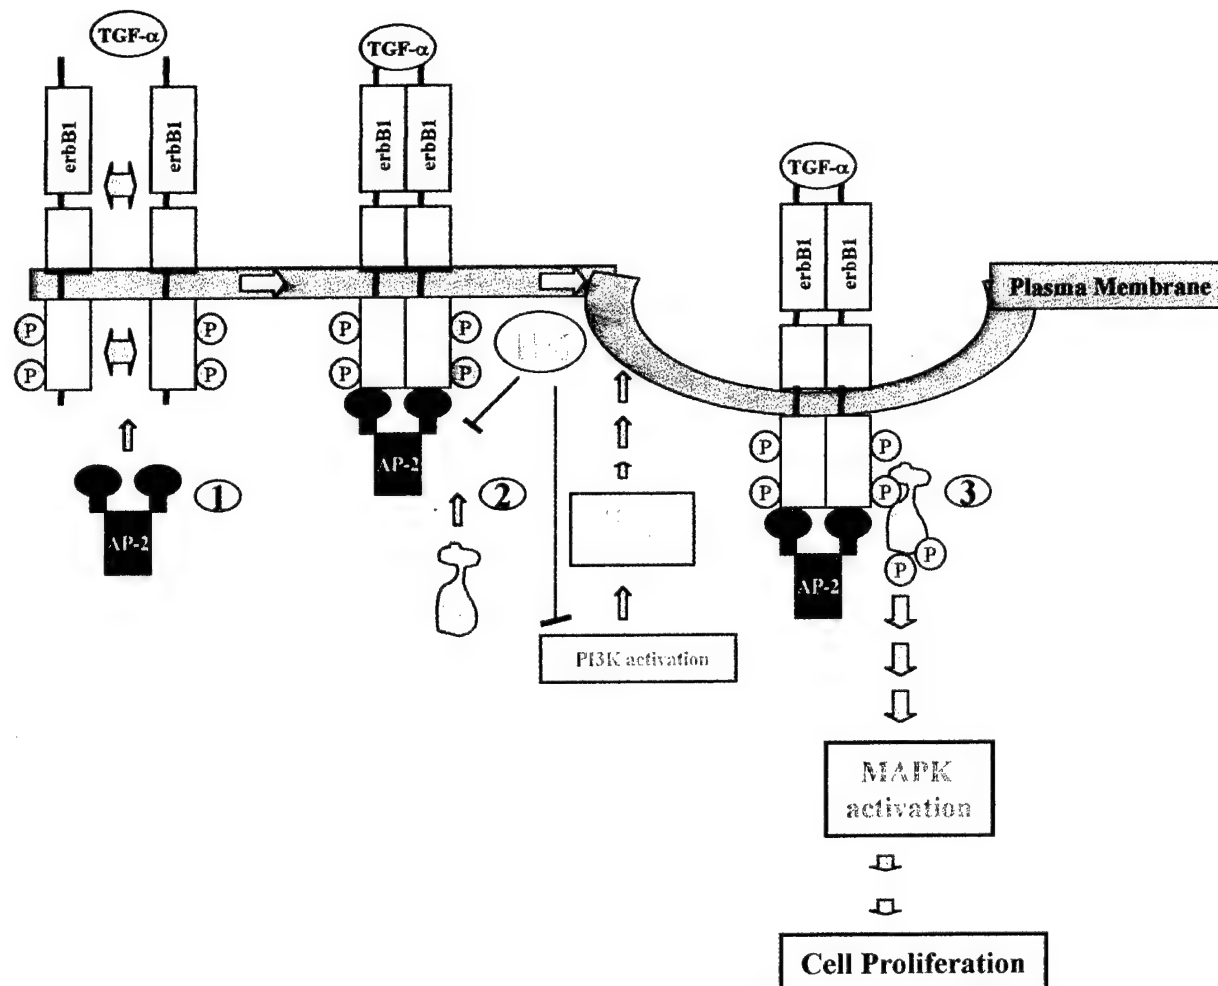 TGF-α
TGF-α
erbB1
erbB1
erbB1
erbB1
TGF-α
erbB1
erbB1
Plasma Membrane
P
P
P
P
P
P
P
P
P
P
P
P
AP-2
1
AP-2
2
3
P
P
AP-2
PI3K activation
MAPK
activation
Cell Proliferation